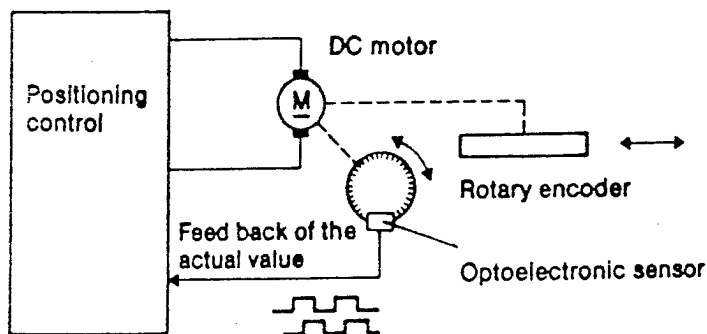 DC motor
Positioning
control
M
Rotary encoder
Feed back of the
actual value
Optoelectronic sensor